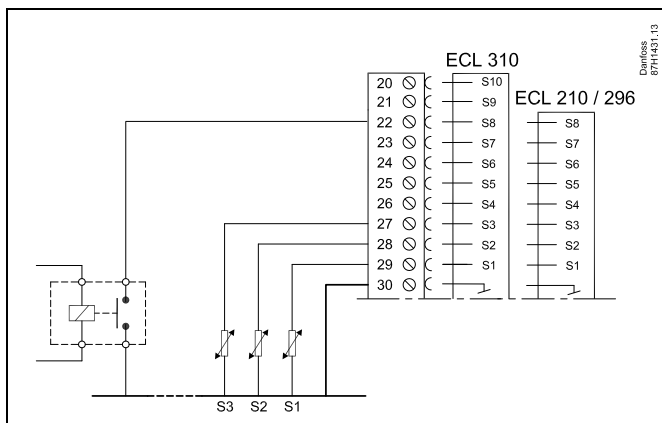 Danfoss
87H1431.13
ECL 310
ECL 210 / 296
20 S10
21 S9
22 S8 S8
23 S7 S7
24 S6 S6
25 S5 S5
26 S4 S4
27 S3 S3
28 S2 S2
29 S1 S1
30
S3 S2 S1